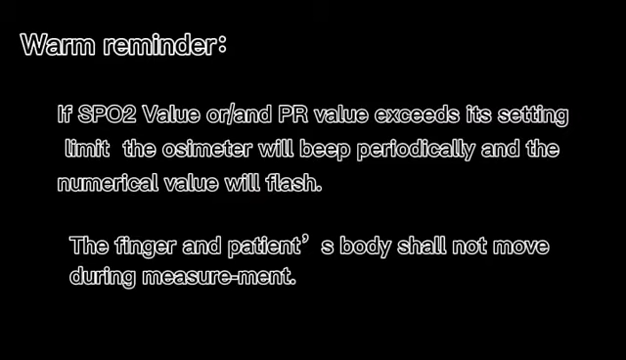 Warm reminder:
If SPO2 Value or/and PR value exceeds its setting
limit the osimeter will beep periodically and the
numerical value will flash.
The finger and patient’s body shall not move
during measure-ment.